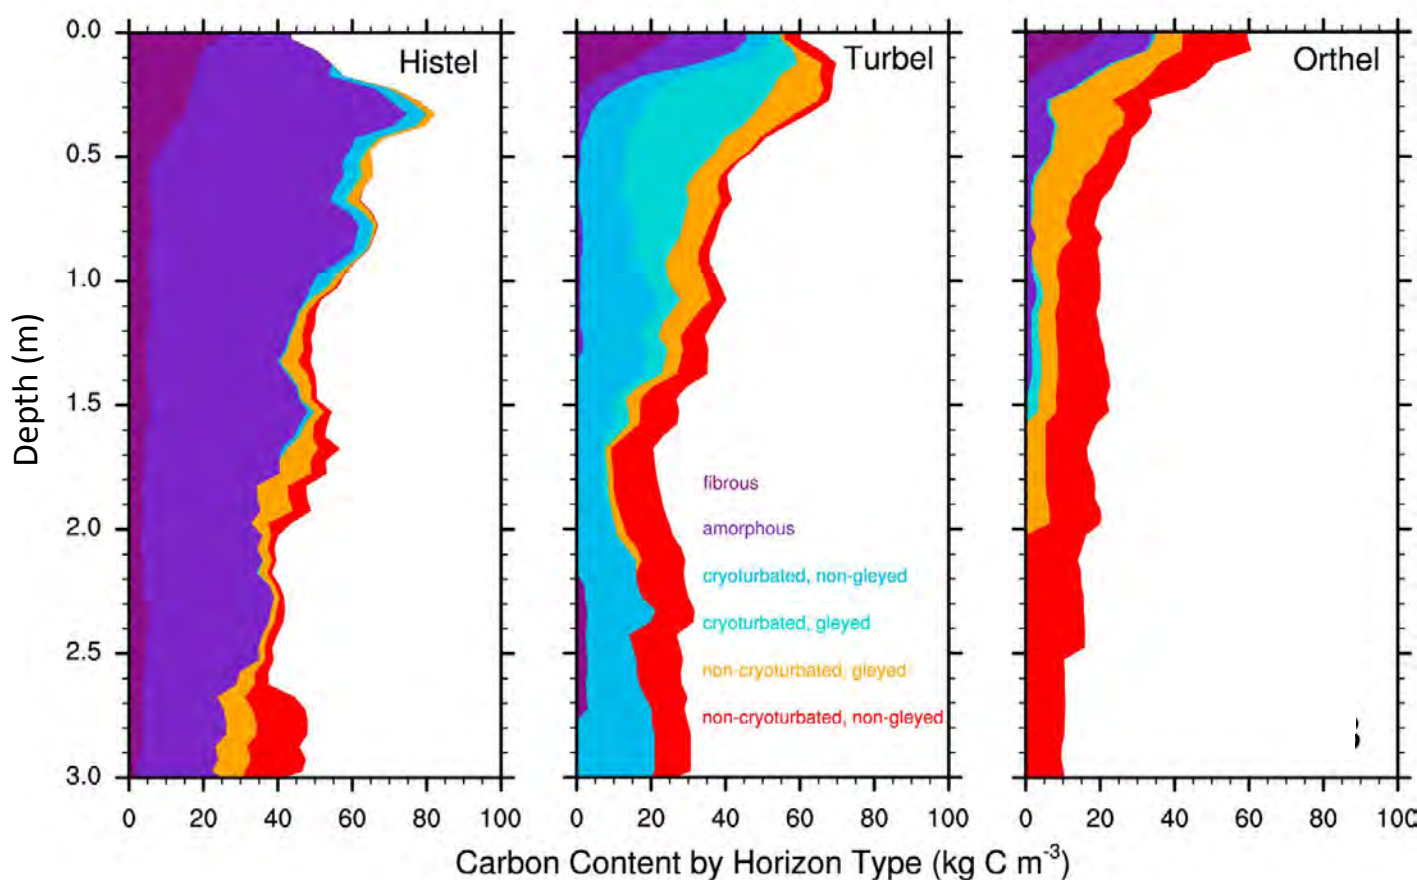 Histel
Turbel
Orthel
0.0
0.5
1.0
1.5
2.0
2.5
3.0
Depth (m)
fibrous
amorphous
cryoturbated, non-gleyed
cryoturbated, gleyed
non-cryoturbated, gleyed
non-cryoturbated, non-gleyed
0 20 40 60 80 100
0 20 40 60 80 100
0 20 40 60 80 100
Carbon Content by Horizon Type (kg C m⁻³)